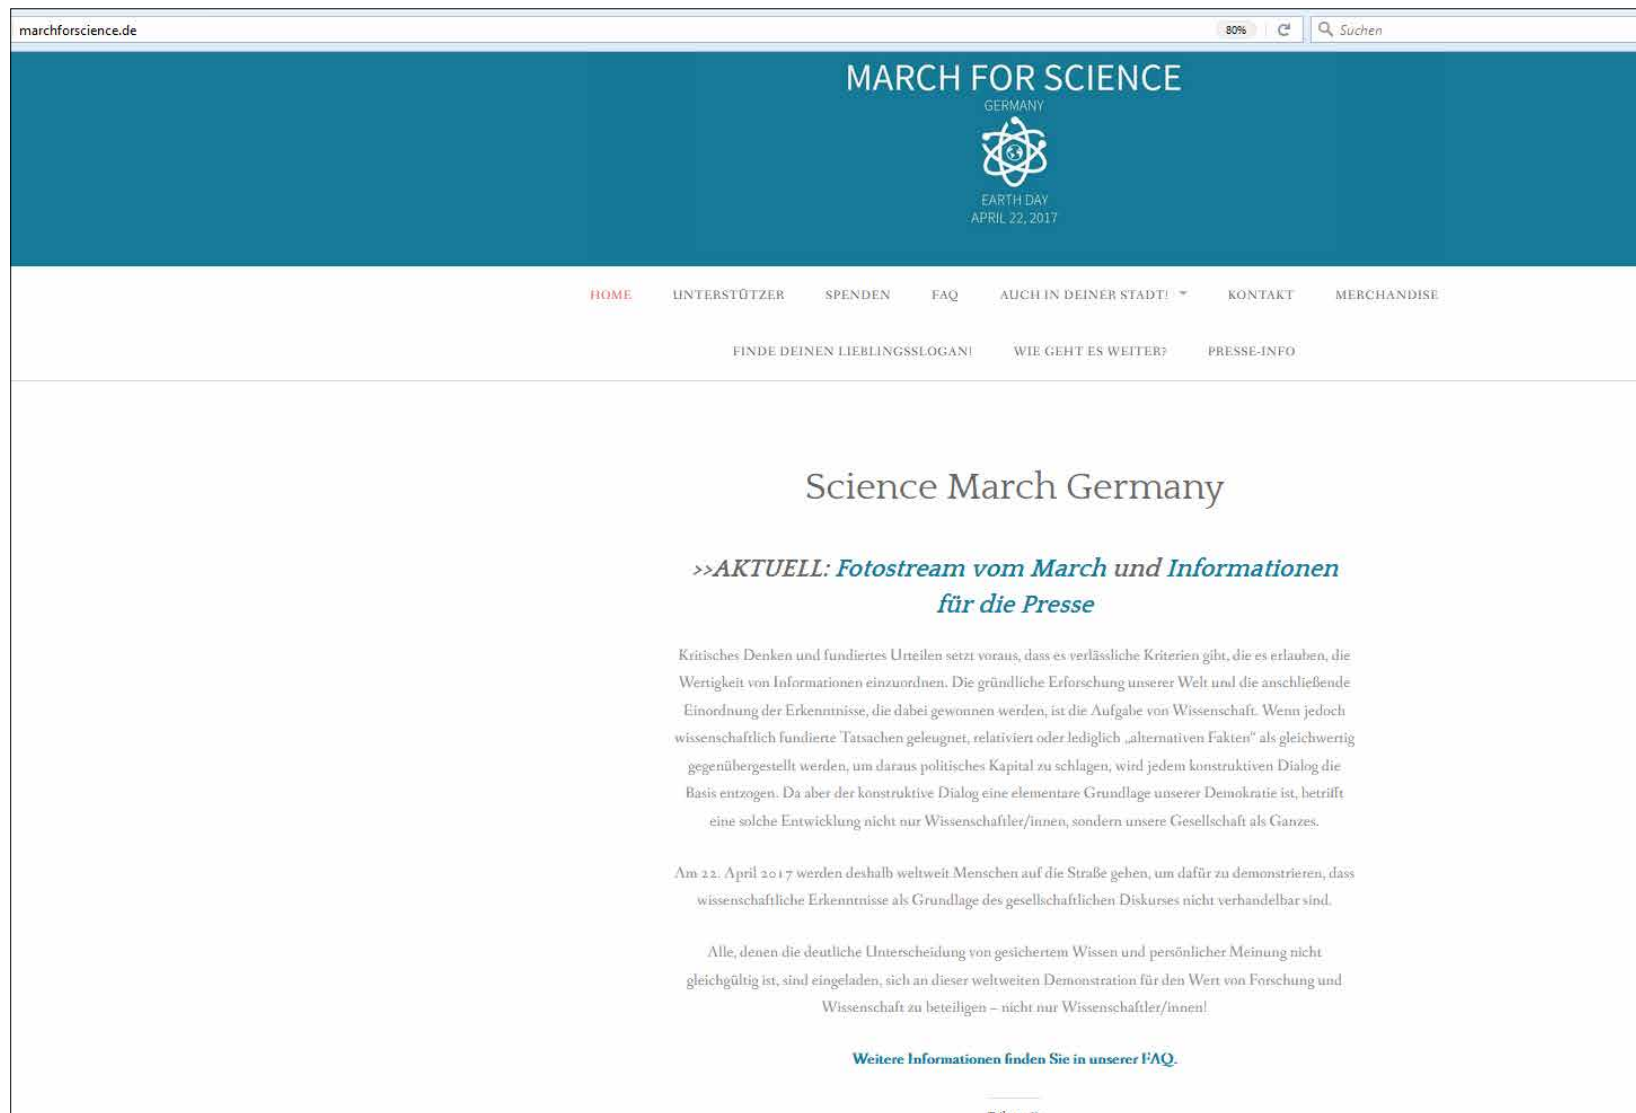 marchforscience.de 80% Suchen
MARCH FOR SCIENCE
GERMANY
EARTH DAY
APRIL 22, 2017
HOME UNTERSTÜTZER SPENDEN FAQ AUCH IN DEINER STADT! KONTAKT MERCHANDISE
FINDE DEINEN LIEBLINGSSLOGAN! WIE GEHT ES WEITER? PRESSE-INFO
Science March Germany
>>AKTUELL: Fotostream vom March und Informationen
für die Presse
Kritisches Denken und fundiertes Urteilen setzt voraus, dass es verlässliche Kriterien gibt, die es erlauben, die
Wertigkeit von Informationen einzuordnen. Die gründliche Erforschung unserer Welt und die anschließende
Einordnung der Erkenntnisse, die dabei gewonnen werden, ist die Aufgabe von Wissenschaft. Wenn jedoch
wissenschaftlich fundierte Tatsachen geleugnet, relativiert oder lediglich „alternativen Fakten“ als gleichwertig
gegenübergestellt werden, um daraus politisches Kapital zu schlagen, wird jedem konstruktiven Dialog die
Basis entzogen. Da aber der konstruktive Dialog eine elementare Grundlage unserer Demokratie ist, betrifft
eine solche Entwicklung nicht nur Wissenschaftler/innen, sondern unsere Gesellschaft als Ganzes.
Am 22. April 2017 werden deshalb weltweit Menschen auf die Straße gehen, um dafür zu demonstrieren, dass
wissenschaftliche Erkenntnisse als Grundlage des gesellschaftlichen Diskurses nicht verhandelbar sind.
Alle, denen die deutliche Unterscheidung von gesichertem Wissen und persönlicher Meinung nicht
gleichgültig ist, sind eingeladen, sich an dieser weltweiten Demonstration für den Wert von Forschung und
Wissenschaft zu beteiligen – nicht nur Wissenschaftler/innen!
Weitere Informationen finden Sie in unserer FAQ.